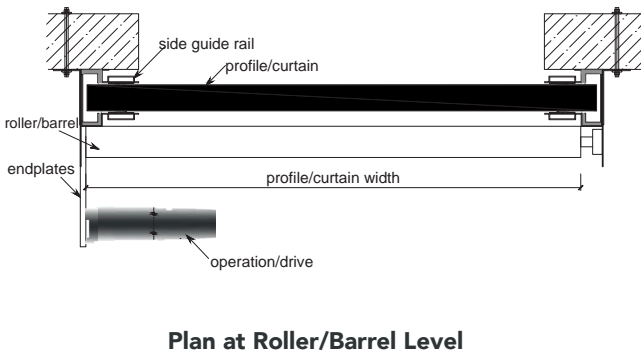 side guide rail
profile/curtain
roller/barrel
endplates
profile/curtain width
operation/drive
Plan at Roller/Barrel Level